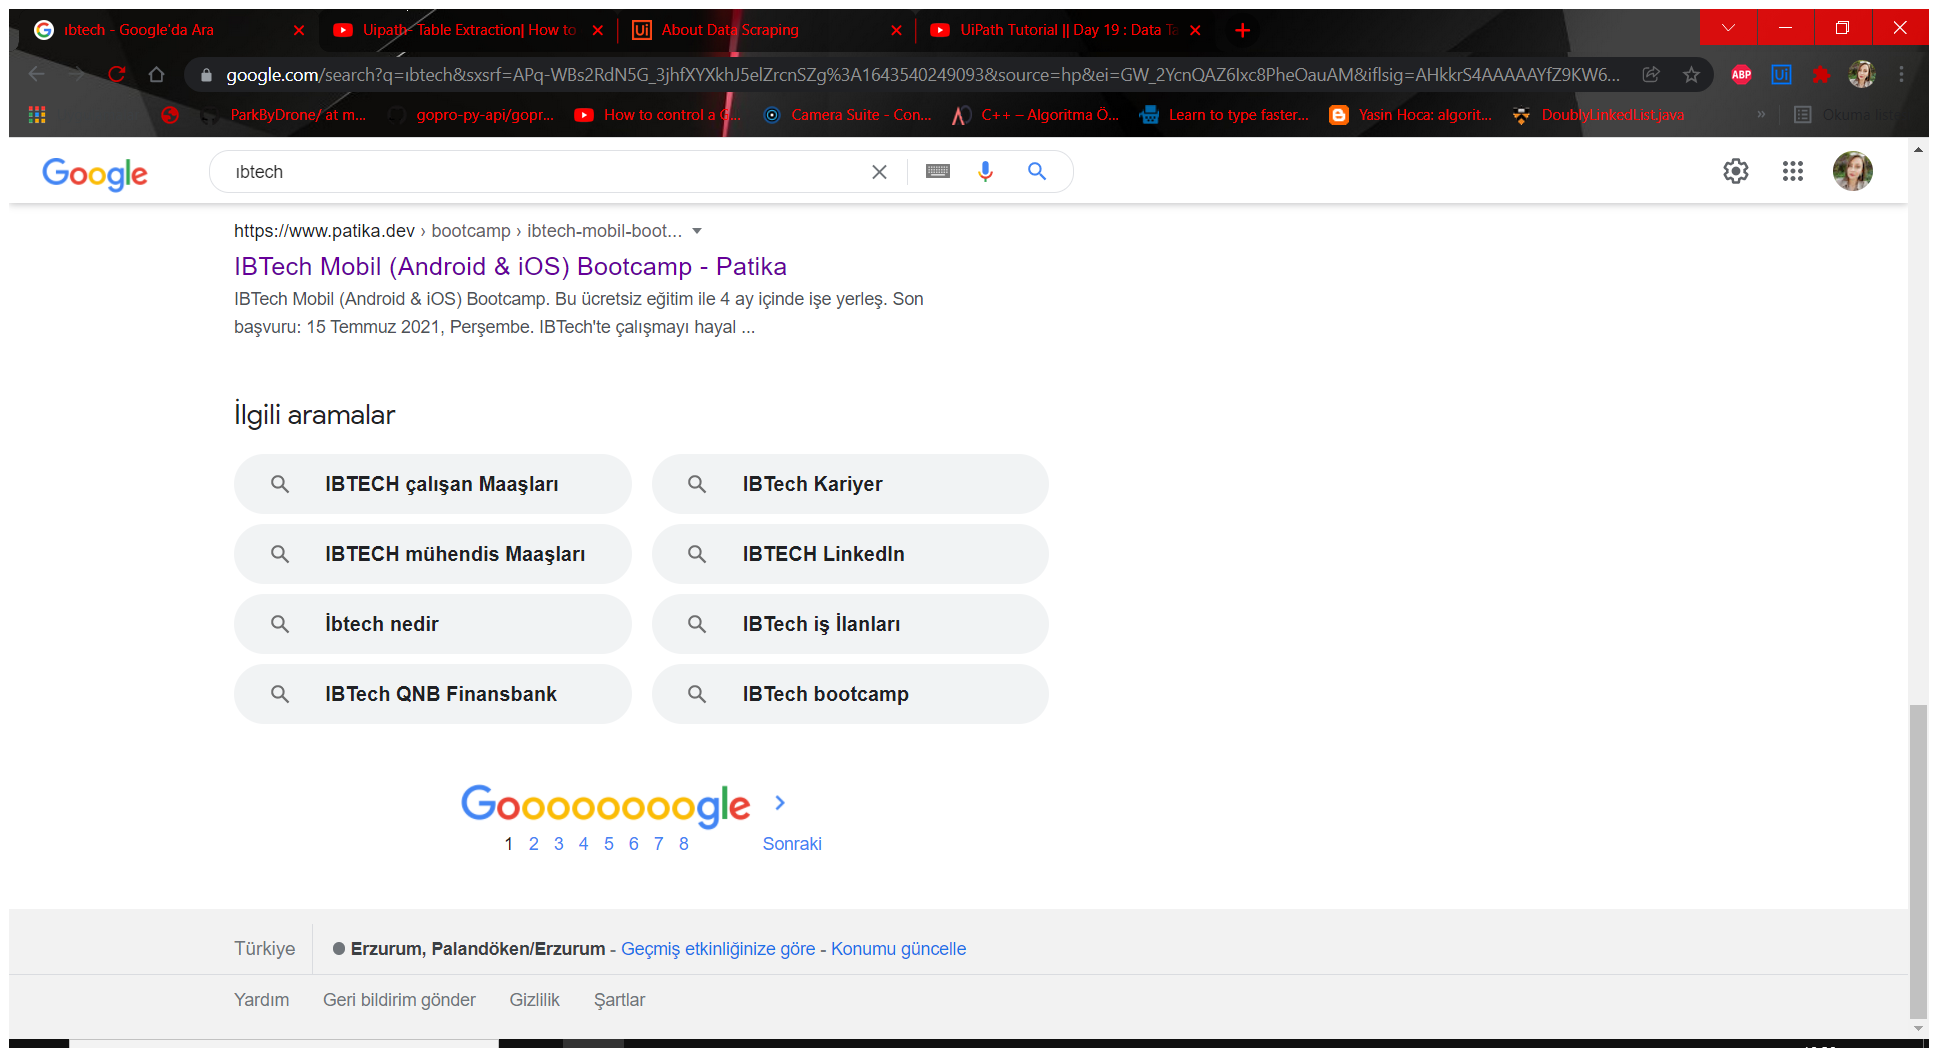 ıbtech - Google'da Ara
Uipath- Table Extraction| How to
Ui About Data Scraping
UiPath Tutorial || Day 19 : Data Ta
google.com/search?q=ıbtech&sxsrf=APq-WBs2RdN5G_3jhfXYXkhJ5elZrcnSZg%3A1643540249093&source=hp&ei=GW_2YcnQAZ6Ixc8PheOauAM&iflsig=AHkkrS4AAAAAYfZ9KW6...
ABP
Ui
ParkByDrone/ at m...
gopro-py-api/gopr...
How to control a G...
Camera Suite - Con...
C++ – Algoritma Ö...
Learn to type faster...
Yasin Hoca: algorit...
DoublyLinkedList.java
»
Okuma
Google
ıbtech
https://www.patika.dev › bootcamp › ibtech-mobil-boot...
IBTech Mobil (Android & iOS) Bootcamp - Patika
IBTech Mobil (Android & iOS) Bootcamp. Bu ücretsiz eğitim ile 4 ay içinde işe yerleş. Son
başvuru: 15 Temmuz 2021, Perşembe. IBTech'te çalışmayı hayal ...
İlgili aramalar
IBTECH çalışan Maaşları
IBTech Kariyer
IBTECH mühendis Maaşları
IBTECH LinkedIn
İbtech nedir
IBTech iş İlanları
IBTech QNB Finansbank
IBTech bootcamp
Goooooooogle
1 2 3 4 5 6 7 8 Sonraki
Türkiye
Erzurum, Palandöken/Erzurum - Geçmiş etkinliğinize göre - Konumu güncelle
Yardım Geri bildirim gönder Gizlilik Şartlar